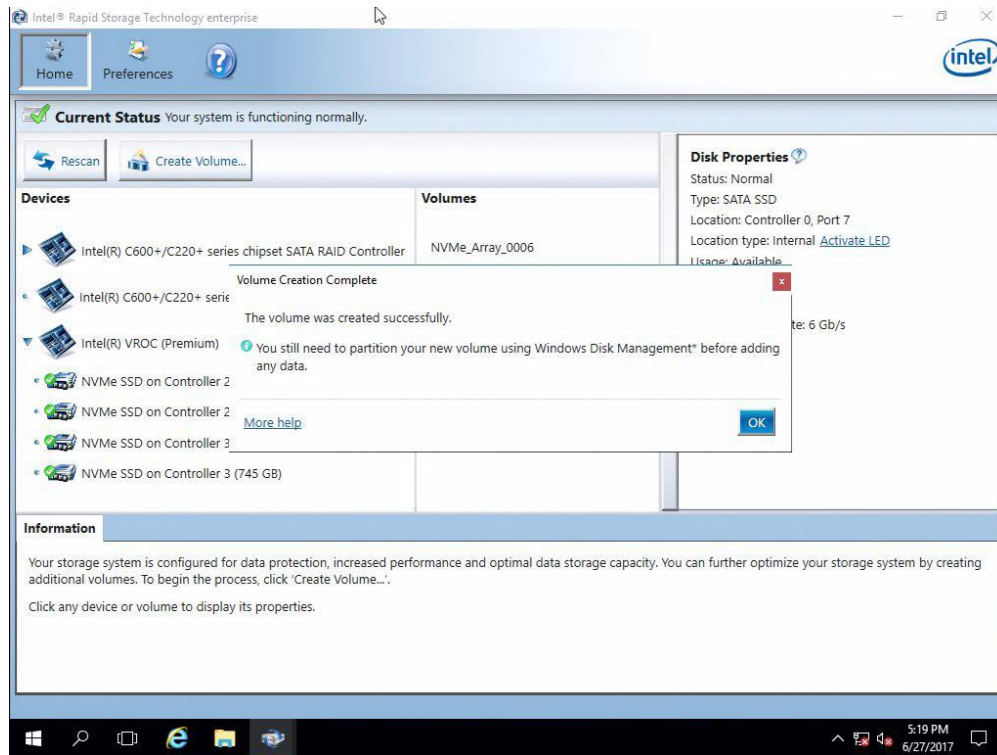 Intel® Rapid Storage Technology enterprise
Home
Preferences
?
intel
Current Status Your system is functioning normally.
Rescan
Create Volume...
Devices
Intel(R) C600+/C220+ series chipset SATA RAID Controller
Intel(R) C600+/C220+ serie
Intel(R) VROC (Premium)
NVMe SSD on Controller 2
NVMe SSD on Controller 2
NVMe SSD on Controller 3
NVMe SSD on Controller 3 (745 GB)
Volumes
NVMe_Array_0006
Disk Properties ?
Status: Normal
Type: SATA SSD
Location: Controller 0, Port 7
Location type: Internal Activate LED
Usage: Available
te: 6 Gb/s
Volume Creation Complete
x
The volume was created successfully.
You still need to partition your new volume using Windows Disk Management* before adding
any data.
More help
OK
Information
Your storage system is configured for data protection, increased performance and optimal data storage capacity. You can further optimize your storage system by creating
additional volumes. To begin the process, click 'Create Volume...'.
Click any device or volume to display its properties.
5:19 PM
6/27/2017